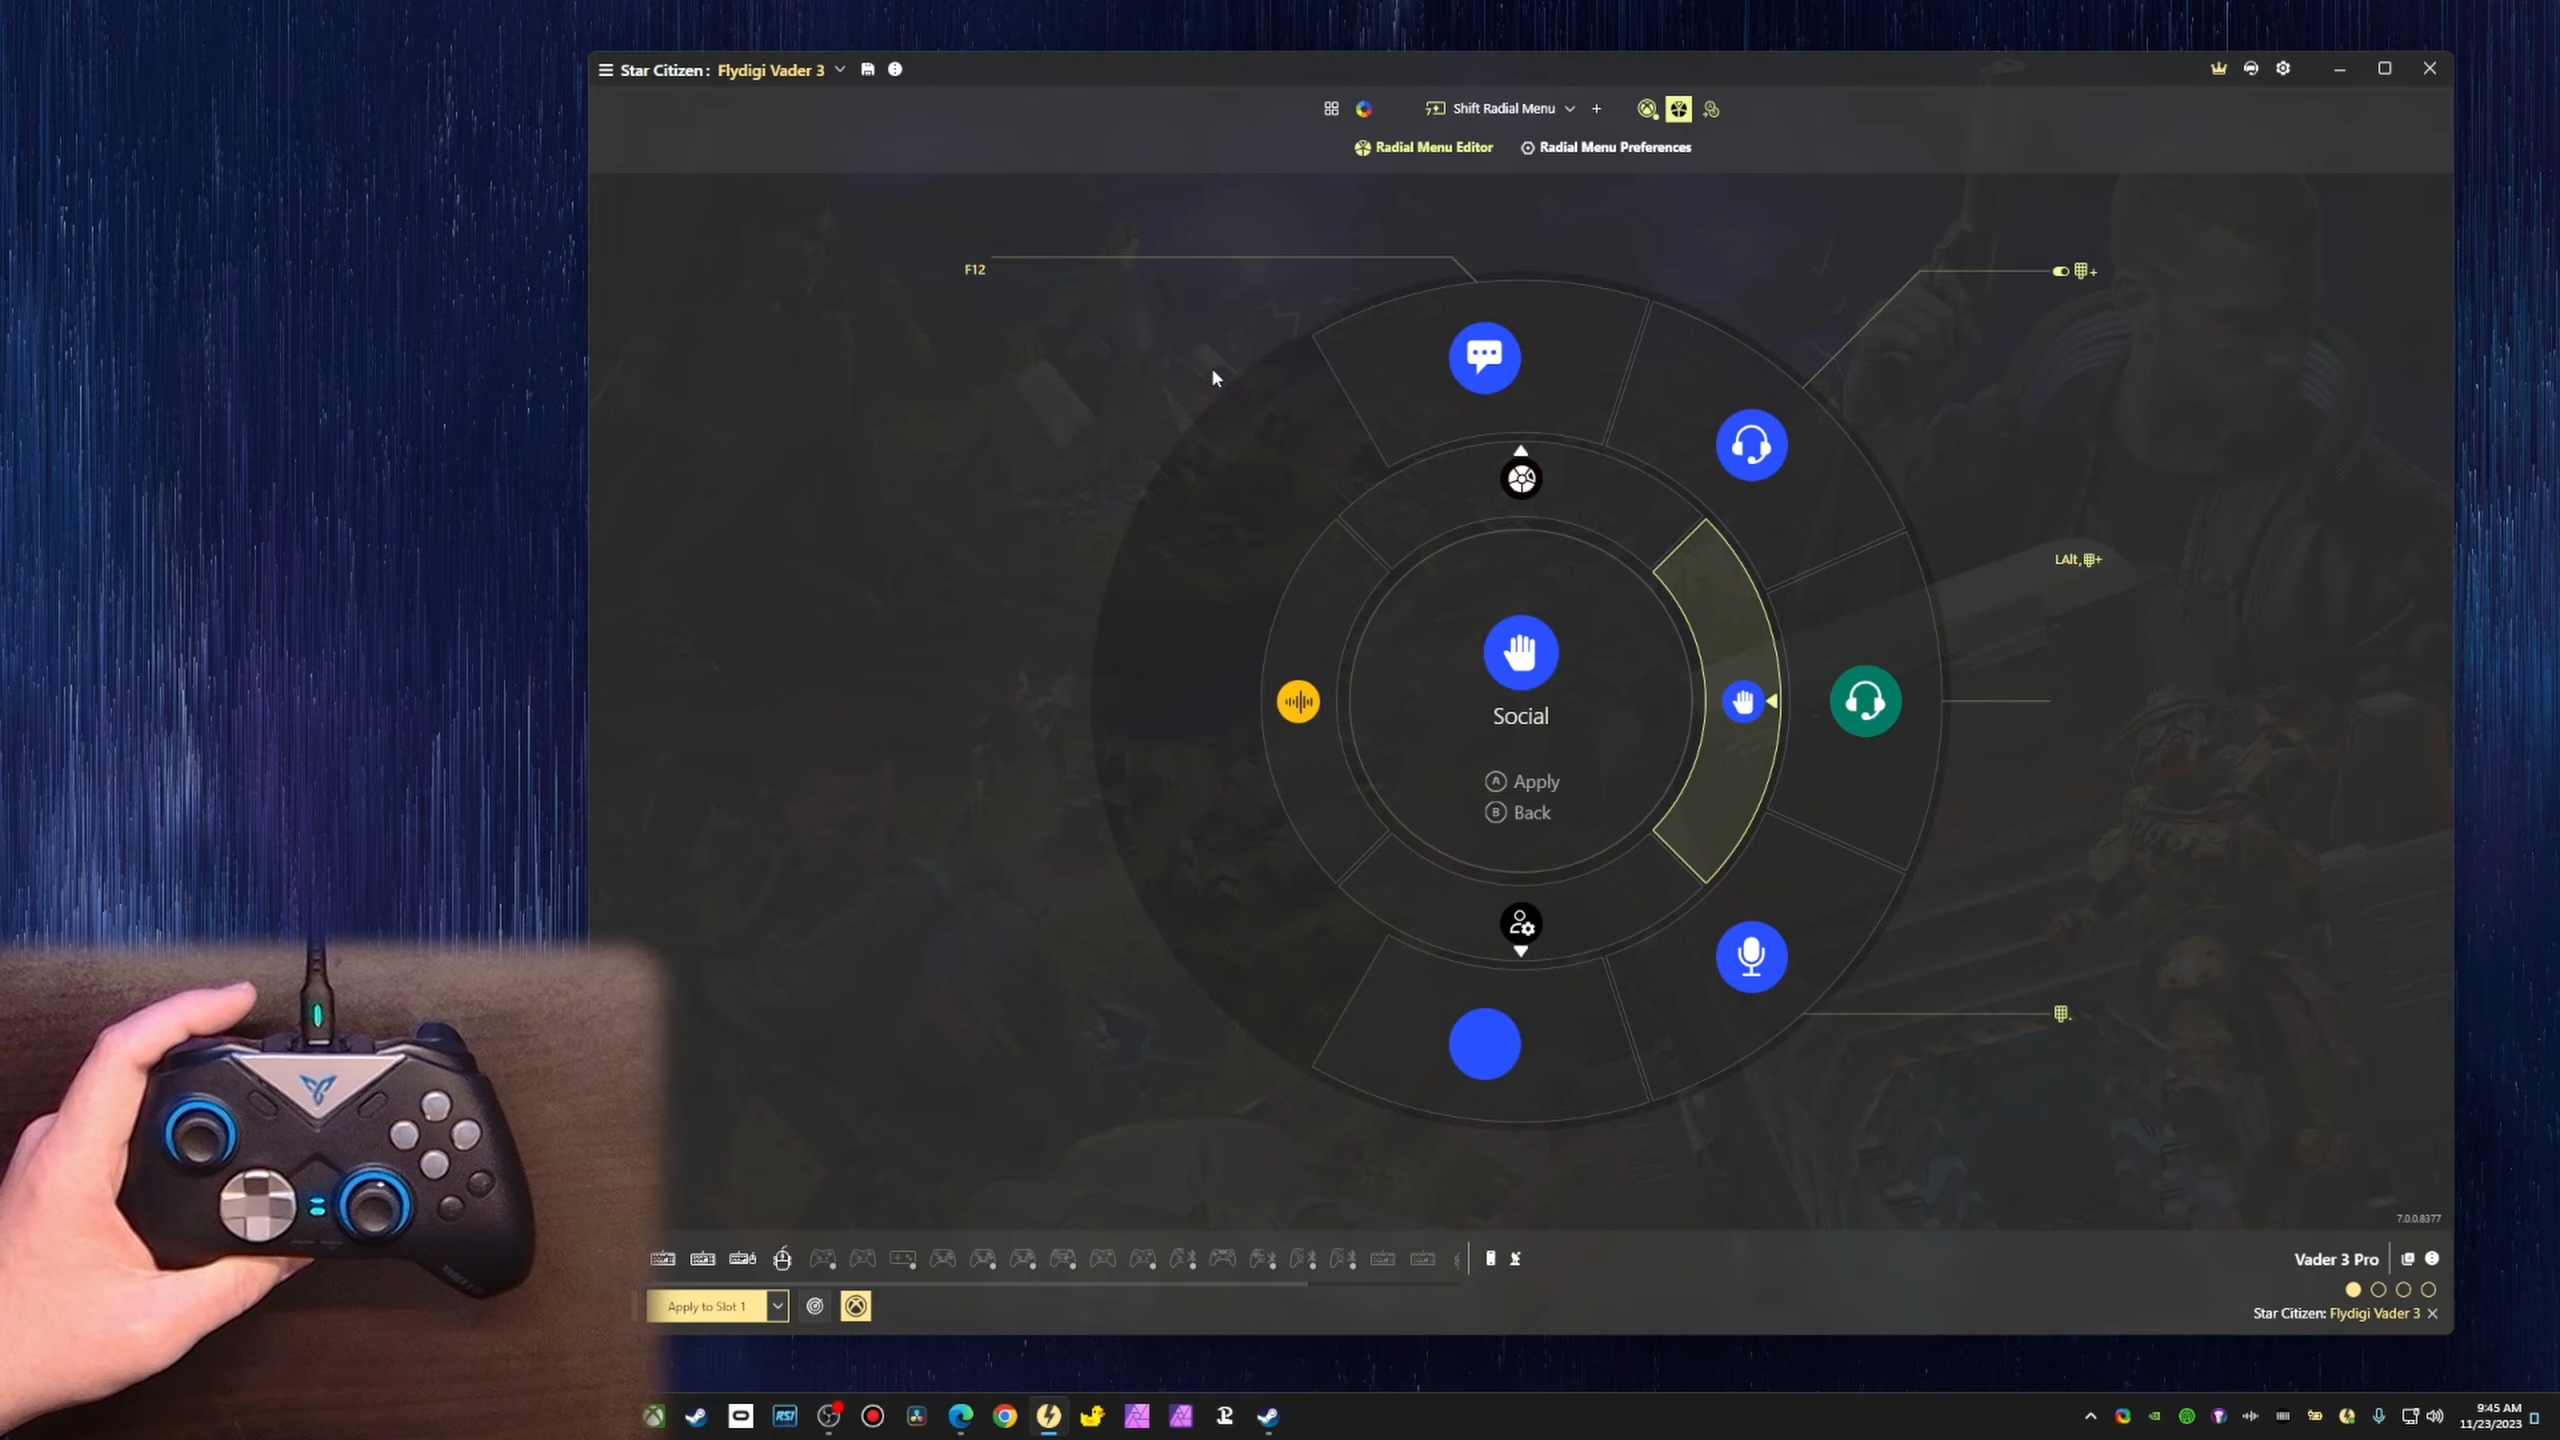 Star Citizen: Flydigi Vader 3
Shift Radial Menu +
Radial Menu Editor Radial Menu Preferences
F12
+
LAlt, +
Social
A Apply
B Back
.
7.0.0.8377
Vader 3 Pro
Apply to Slot 1
Star Citizen: Flydigi Vader 3
RSI
9:45 AM
11/23/2023